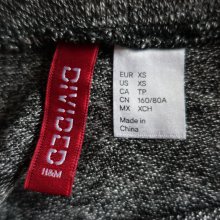 DIVIDED
H&M
EUR XS
US XS
CA TP
CN 160/80A
MX XCH
Made in
China